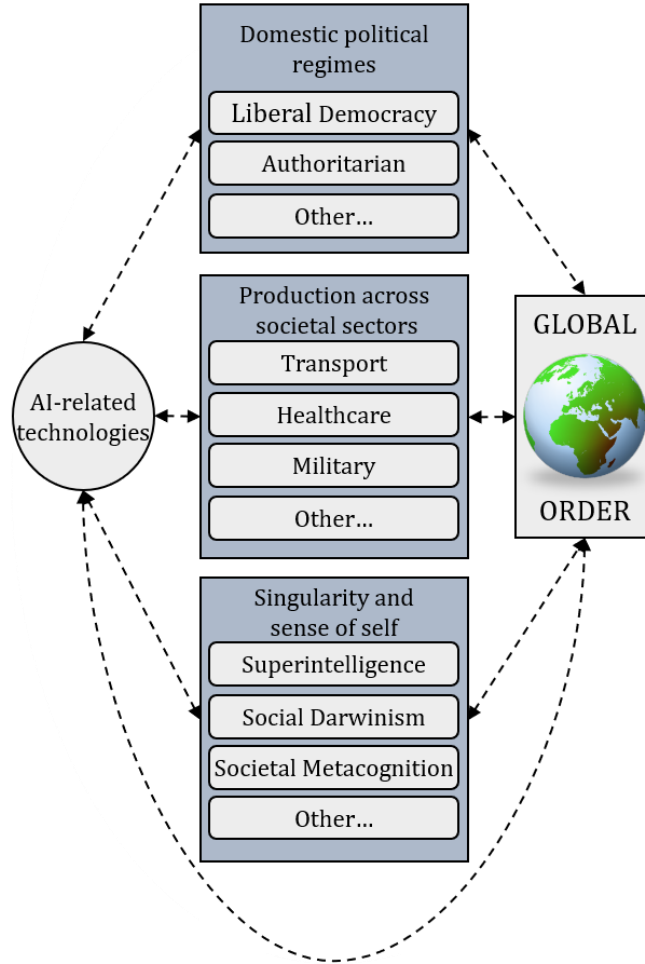 Domestic political
regimes
Liberal Democracy
Authoritarian
Other…
Production across
societal sectors
Transport
Healthcare
Military
Other…
Singularity and
sense of self
Superintelligence
Social Darwinism
Societal Metacognition
Other…
AI-related
technologies
GLOBAL
ORDER